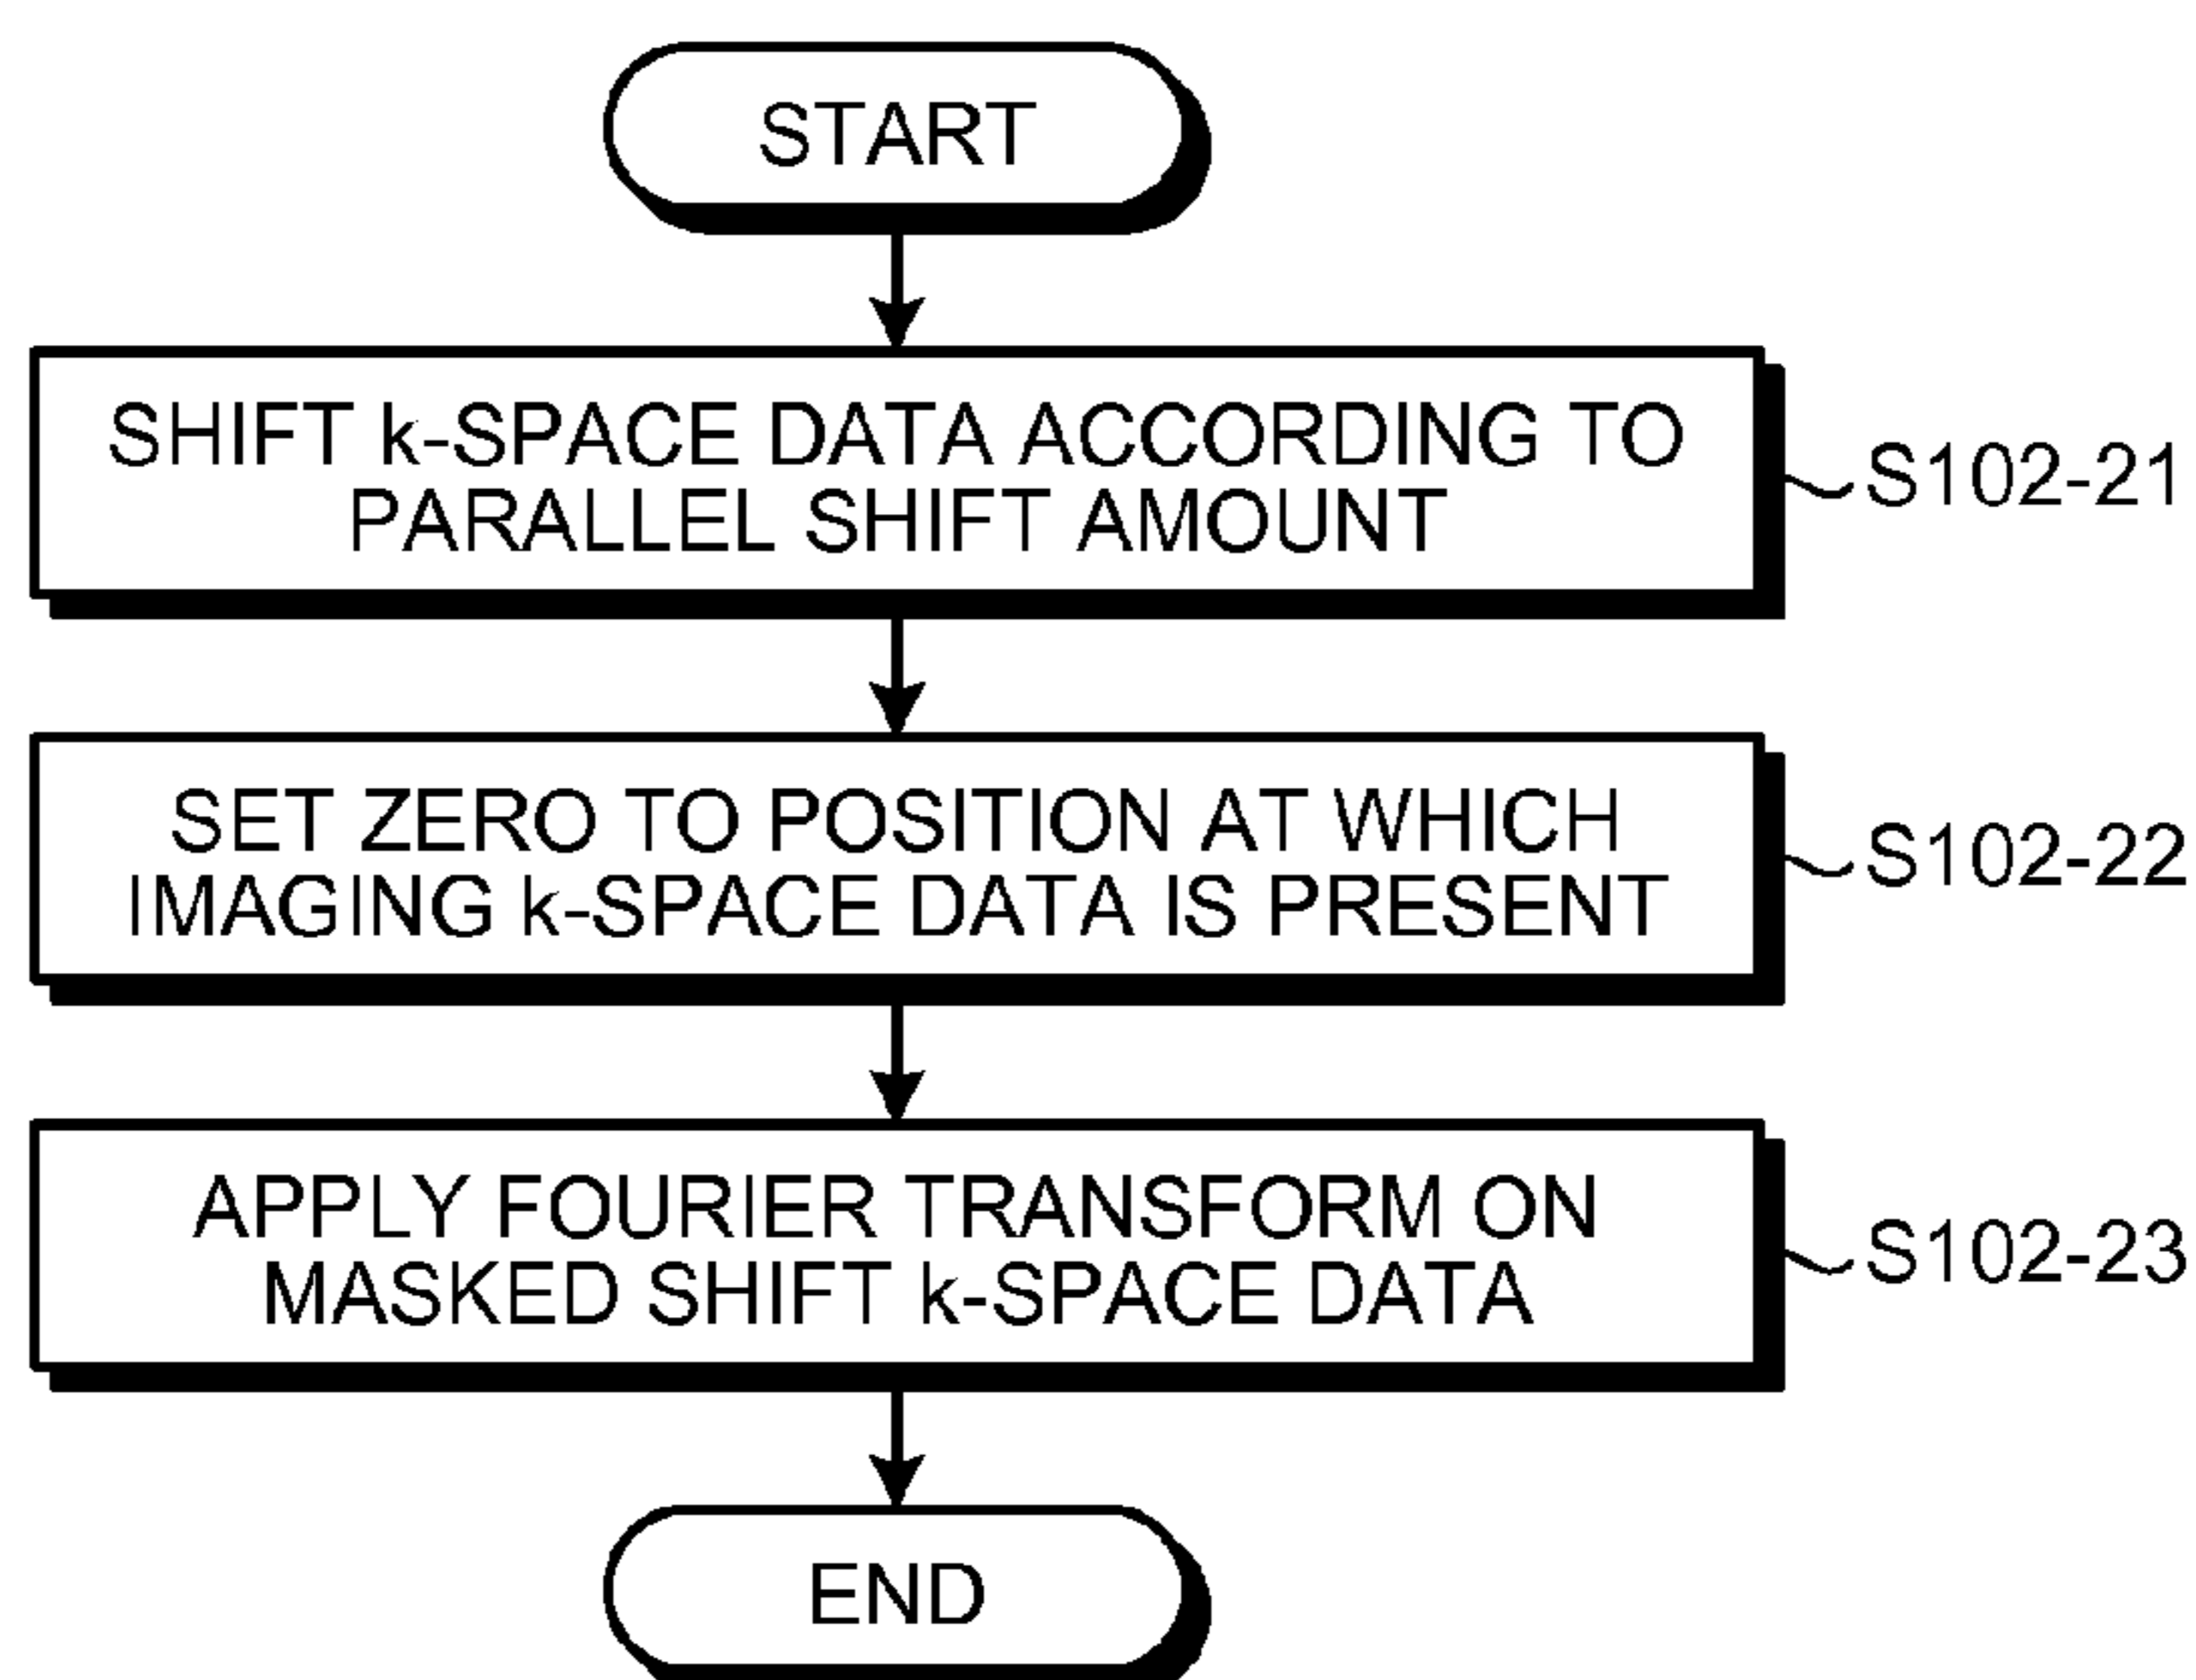 START
SHIFT k-SPACE DATA ACCORDING TO
PARALLEL SHIFT AMOUNT
S102-21
SET ZERO TO POSITION AT WHICH
IMAGING k-SPACE DATA IS PRESENT
S102-22
APPLY FOURIER TRANSFORM ON
MASKED SHIFT k-SPACE DATA
S102-23
END